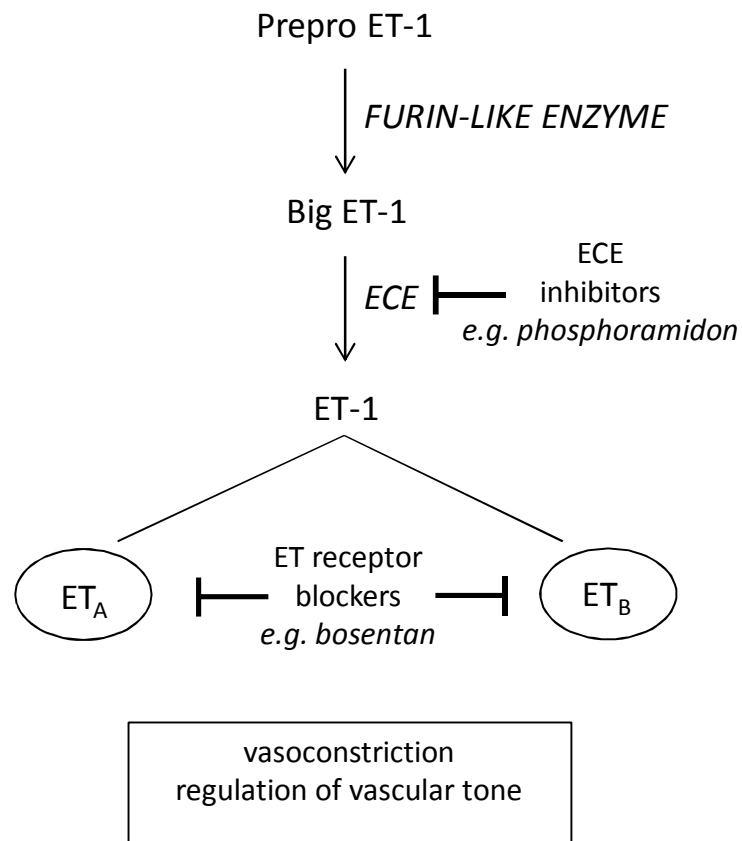 Prepro ET-1
FURIN-LIKE ENZYME
Big ET-1
ECE
ECE
inhibitors
e.g. phosphoramidon
ET-1
ET receptor
blockers
e.g. bosentan
ETA
ETB
vasoconstriction
regulation of vascular tone